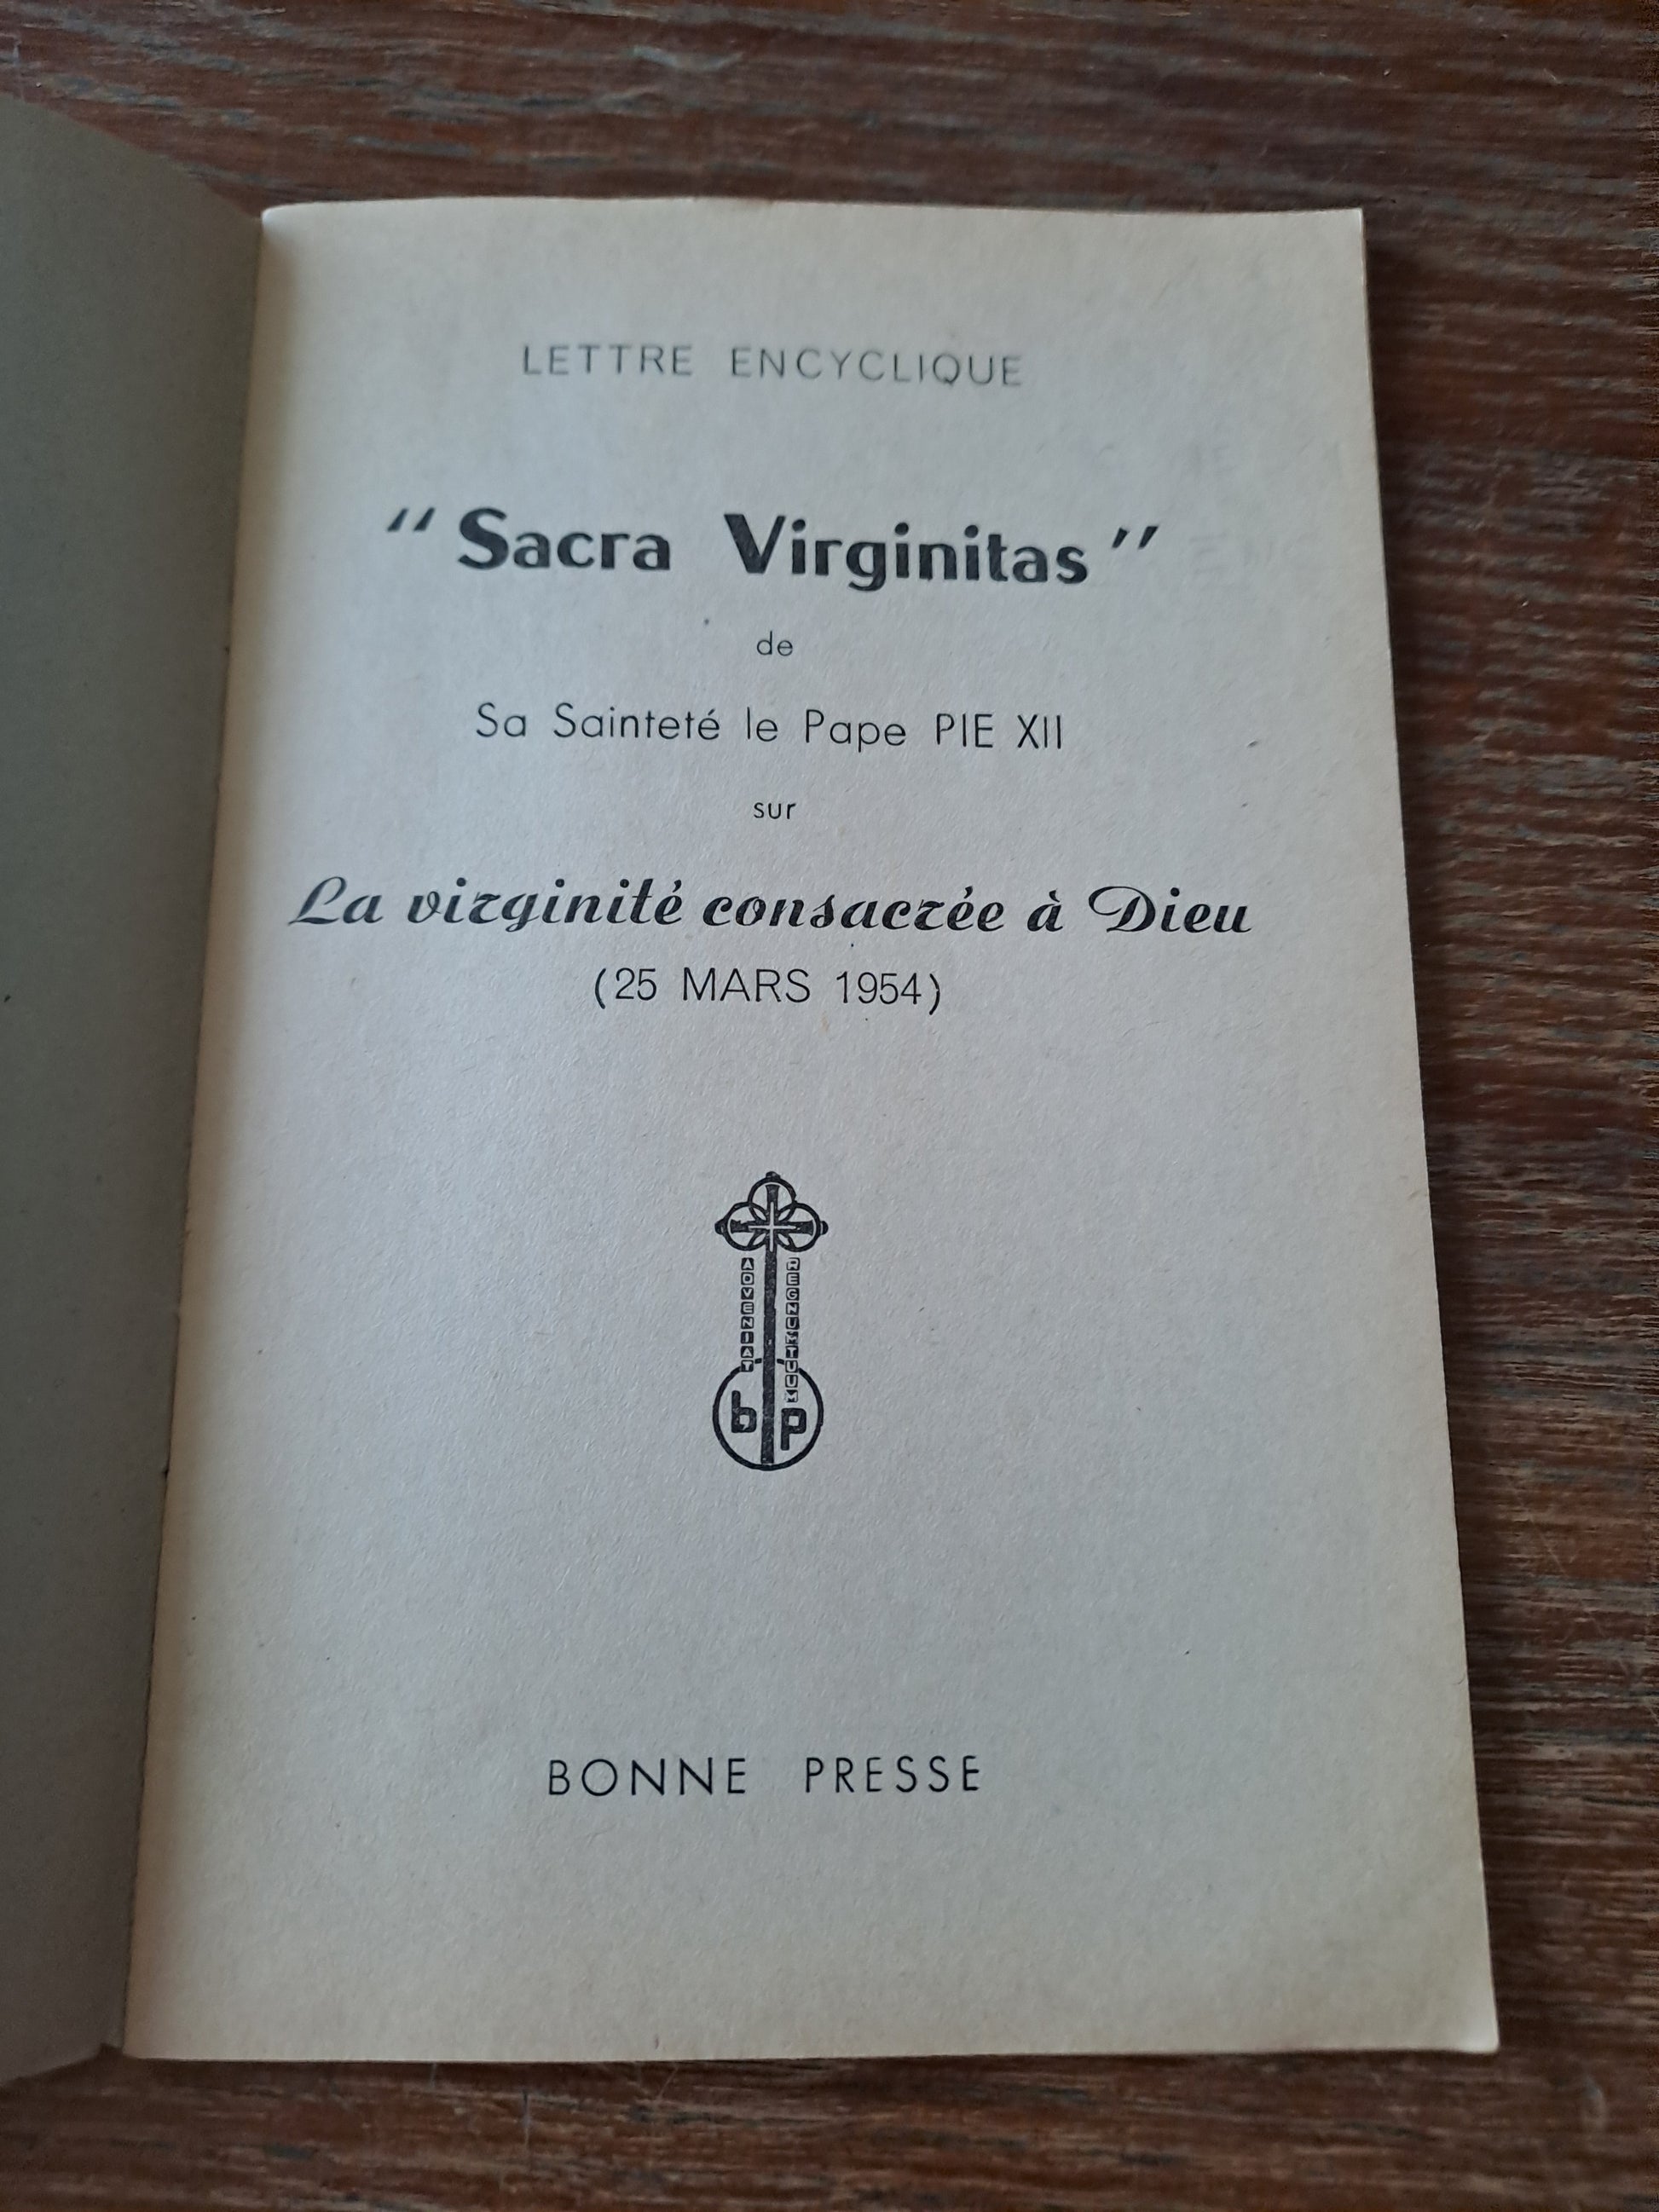 LETTRE ENCYCLIQUE
“Sacra Virginitas”
de
Sa Sainteté le Pape PIE XII
sur
La virginité consacrée à Dieu
(25 MARS 1954)
ADVENIAT
REGNUM TUUM
b p
BONNE PRESSE